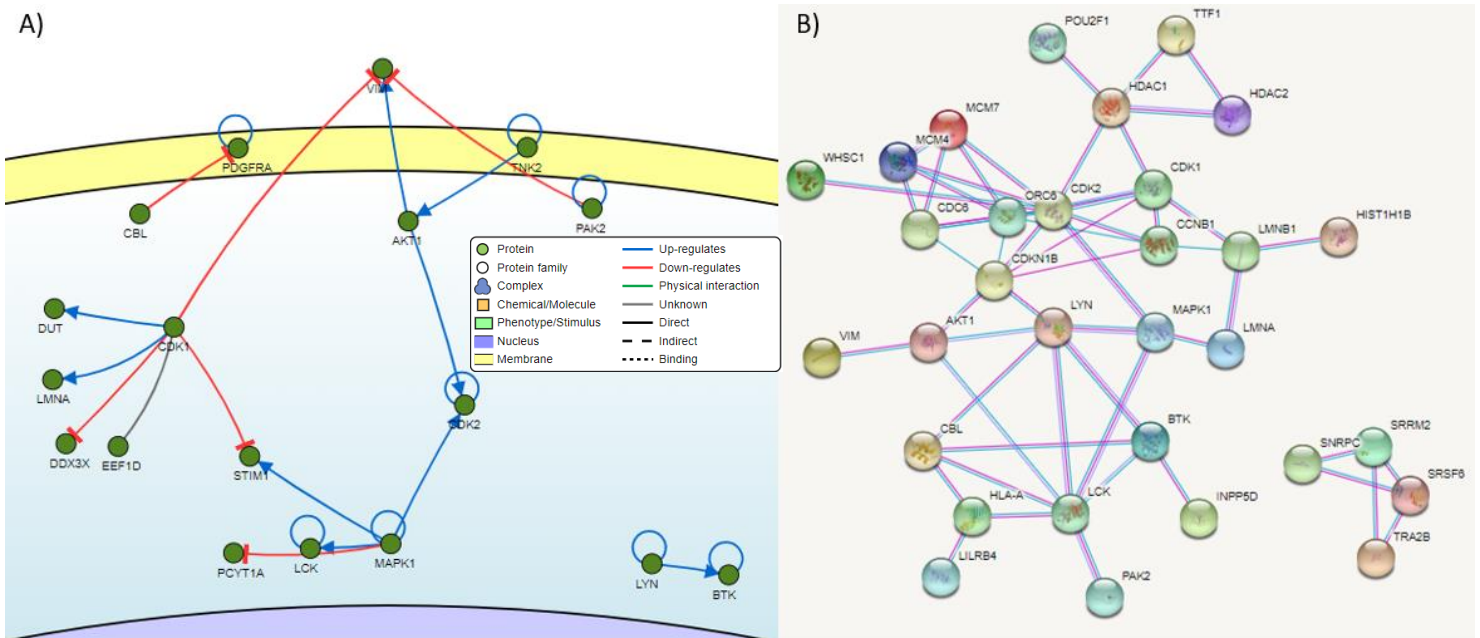 A)
VIM
PDGFRA
TNK2
CBL
AKT1
PAK2
Protein
Protein family
Complex
Chemical/Molecule
Phenotype/Stimulus
Nucleus
Membrane
Up-regulates
Down-regulates
Physical interaction
Unknown
Direct
Indirect
Binding
DUT
CDK1
LMNA
DDX3X
EEF1D
STIM1
CDK2
PCYT1A
LCK
MAPK1
LYN
BTK
B)
POU2F1
TTF1
HDAC1
HDAC2
MCM7
MCM4
WHSC1
CDC6
ORC6
CDK2
CDK1
CCNB1
LMNB1
HIST1H1B
CDKN1B
LYN
MAPK1
LMNA
AKT1
VIM
CBL
BTK
HLA-A
LCK
INPP5D
LILRB4
PAK2
SNRPC
SRRM2
SRSF6
TRA2B